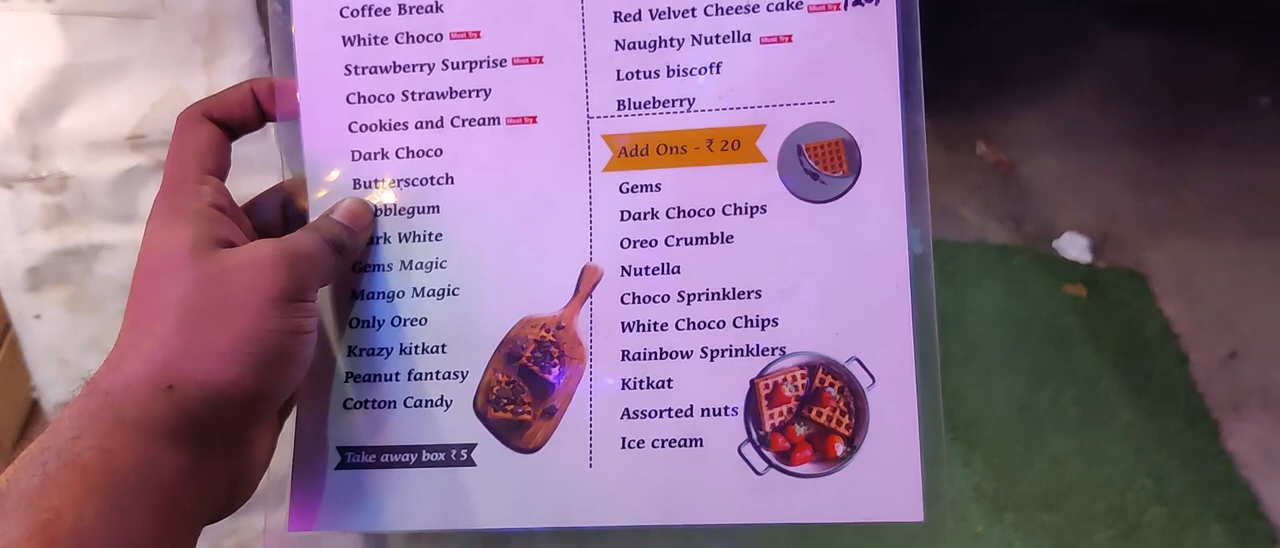 Coffee Break
White Choco Must Try
Strawberry Surprise Must Try
Choco Strawberry
Cookies and Cream Must Try
Dark Choco
Butterscotch
bblegum
ark White
Gems Magic
Mango Magic
Only Oreo
Krazy kitkat
Peanut fantasy
Cotton Candy
Take away box ₹ 5
Red Velvet Cheese cake Must Try
Naughty Nutella Must Try
Lotus biscoff
Blueberry
Add Ons - ₹ 20
Gems
Dark Choco Chips
Oreo Crumble
Nutella
Choco Sprinklers
White Choco Chips
Rainbow Sprinklers
Kitkat
Assorted nuts
Ice cream